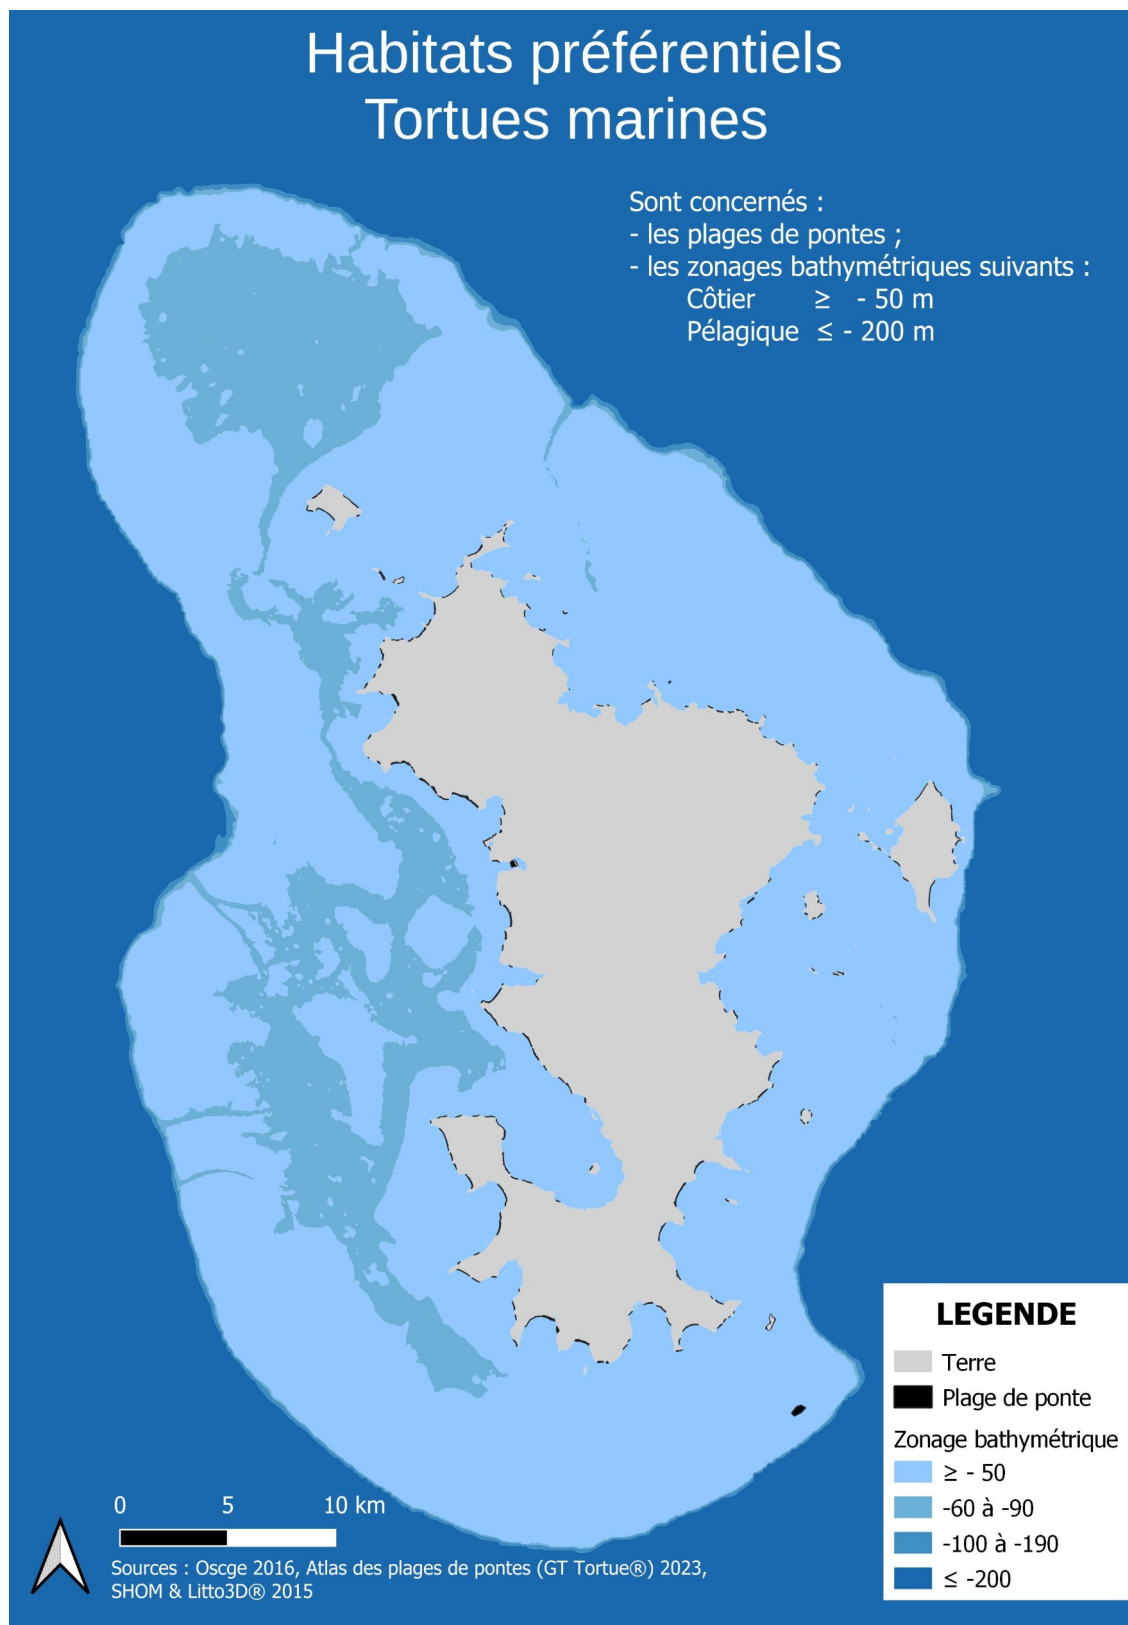 Habitats préférentiels
Tortues marines
Sont concernés :
- les plages de pontes ;
- les zonages bathymétriques suivants :
Côtier ≥ - 50 m
Pélagique ≤ - 200 m
LEGENDE
Terre
Plage de ponte
Zonage bathymétrique
≥ - 50
-60 à -90
-100 à -190
≤ -200
0 5 10 km
Sources : Oscge 2016, Atlas des plages de pontes (GT Tortue®) 2023,
SHOM & Litto3D® 2015